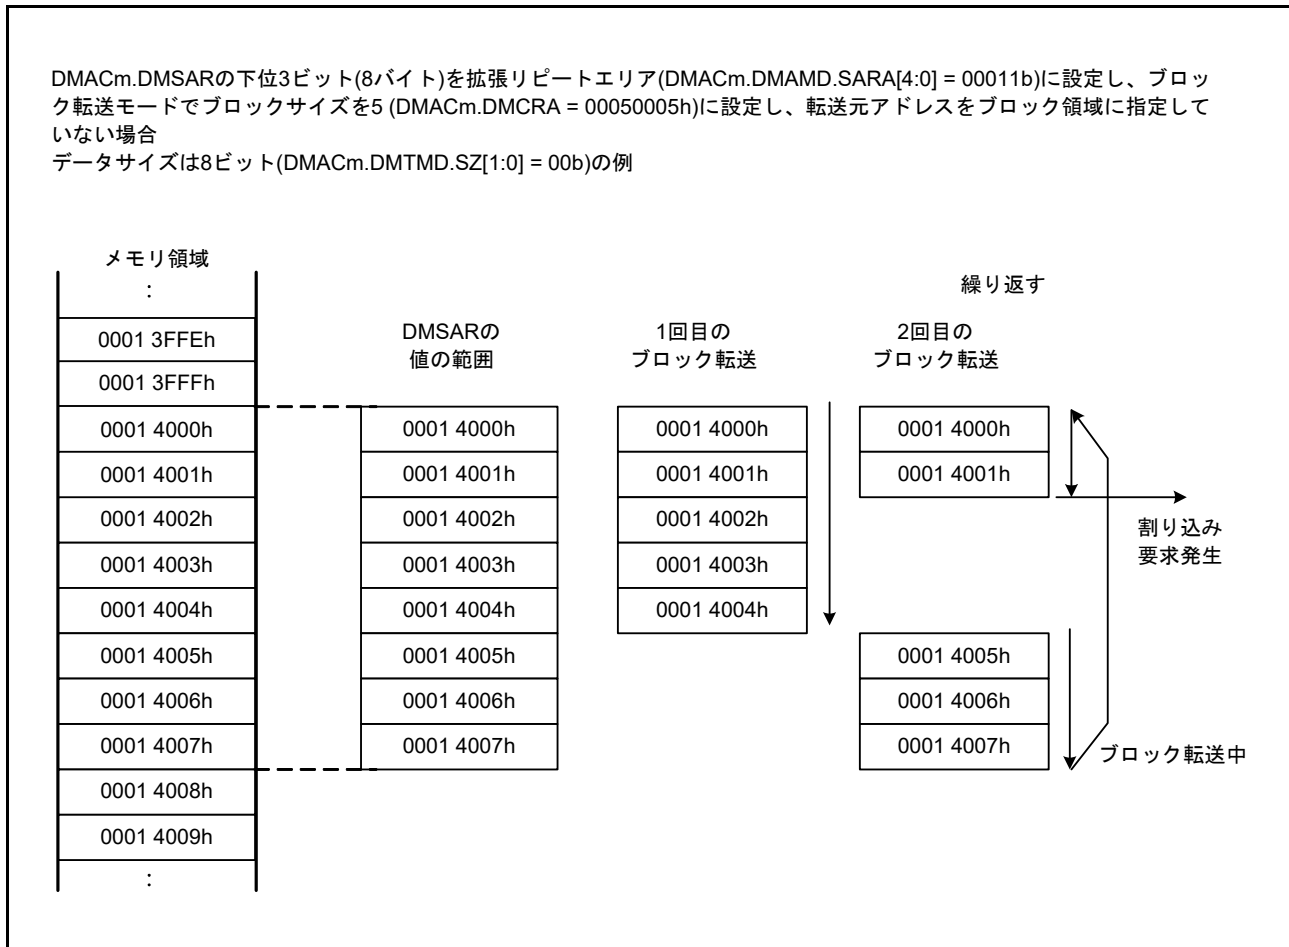 DMACm.DMSARの下位3ビット(8バイト)を拡張リピートエリア(DMACm.DMAMD.SARA[4:0] = 00011b)に設定し、ブロッ
ク転送モードでブロックサイズを5 (DMACm.DMCRA = 00050005h)に設定し、転送元アドレスをブロック領域に指定して
いない場合
データサイズは8ビット(DMACm.DMTMD.SZ[1:0] = 00b)の例
メモリ領域
:
0001 3FFEh
0001 3FFFh
0001 4000h
0001 4001h
0001 4002h
0001 4003h
0001 4004h
0001 4005h
0001 4006h
0001 4007h
0001 4008h
0001 4009h
:
DMSARの
値の範囲
0001 4000h
0001 4001h
0001 4002h
0001 4003h
0001 4004h
0001 4005h
0001 4006h
0001 4007h
1回目の
ブロック転送
0001 4000h
0001 4001h
0001 4002h
0001 4003h
0001 4004h
繰り返す
2回目の
ブロック転送
0001 4000h
0001 4001h
0001 4005h
0001 4006h
0001 4007h
割り込み
要求発生
ブロック転送中